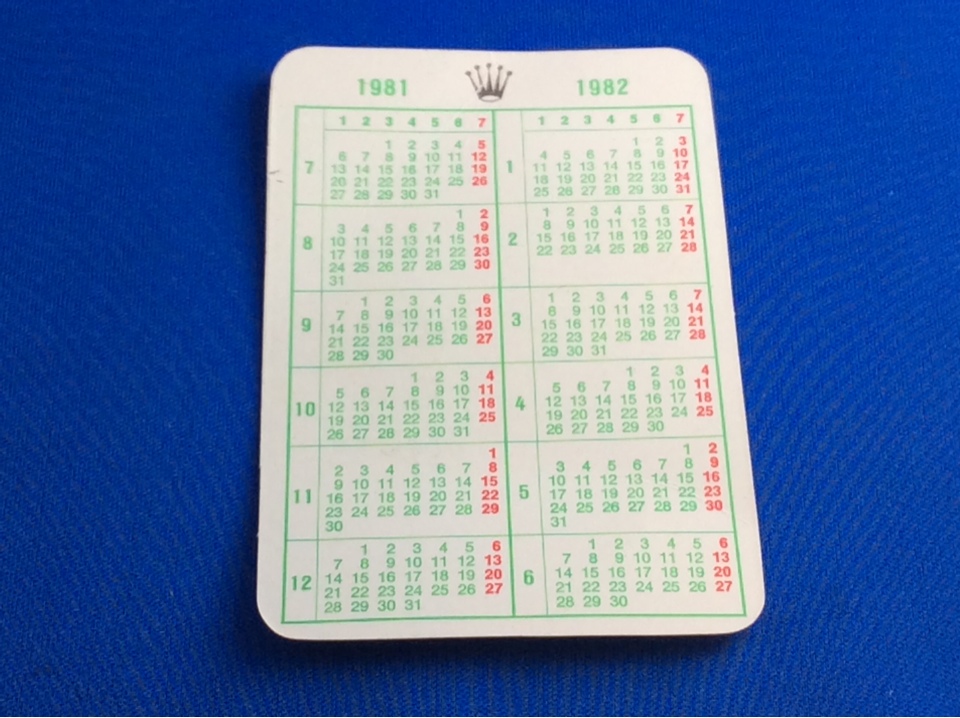 1981
1 2 3 4 5 6 7
7
1 2 3 4 5
6 7 8 9 10 11 12
13 14 15 16 17 18 19
20 21 22 23 24 25 26
27 28 29 30 31
8
1 2
3 4 5 6 7 8 9
10 11 12 13 14 15 16
17 18 19 20 21 22 23
24 25 26 27 28 29 30
31
9
1 2 3 4 5 6
7 8 9 10 11 12 13
14 15 16 17 18 19 20
21 22 23 24 25 26 27
28 29 30
10
1 2 3 4
5 6 7 8 9 10 11
12 13 14 15 16 17 18
19 20 21 22 23 24 25
26 27 28 29 30 31
11
1
2 3 4 5 6 7 8
9 10 11 12 13 14 15
16 17 18 19 20 21 22
23 24 25 26 27 28 29
30
12
1 2 3 4 5 6
7 8 9 10 11 12 13
14 15 16 17 18 19 20
21 22 23 24 25 26 27
28 29 30 31
1982
1 2 3 4 5 6 7
1
1 2 3
4 5 6 7 8 9 10
11 12 13 14 15 16 17
18 19 20 21 22 23 24
25 26 27 28 29 30 31
2
1 2 3 4 5 6 7
8 9 10 11 12 13 14
15 16 17 18 19 20 21
22 23 24 25 26 27 28
3
1 2 3 4 5 6 7
8 9 10 11 12 13 14
15 16 17 18 19 20 21
22 23 24 25 26 27 28
29 30 31
4
1 2 3 4
5 6 7 8 9 10 11
12 13 14 15 16 17 18
19 20 21 22 23 24 25
26 27 28 29 30
5
1 2
3 4 5 6 7 8 9
10 11 12 13 14 15 16
17 18 19 20 21 22 23
24 25 26 27 28 29 30
31
6
1 2 3 4 5 6
7 8 9 10 11 12 13
14 15 16 17 18 19 20
21 22 23 24 25 26 27
28 29 30